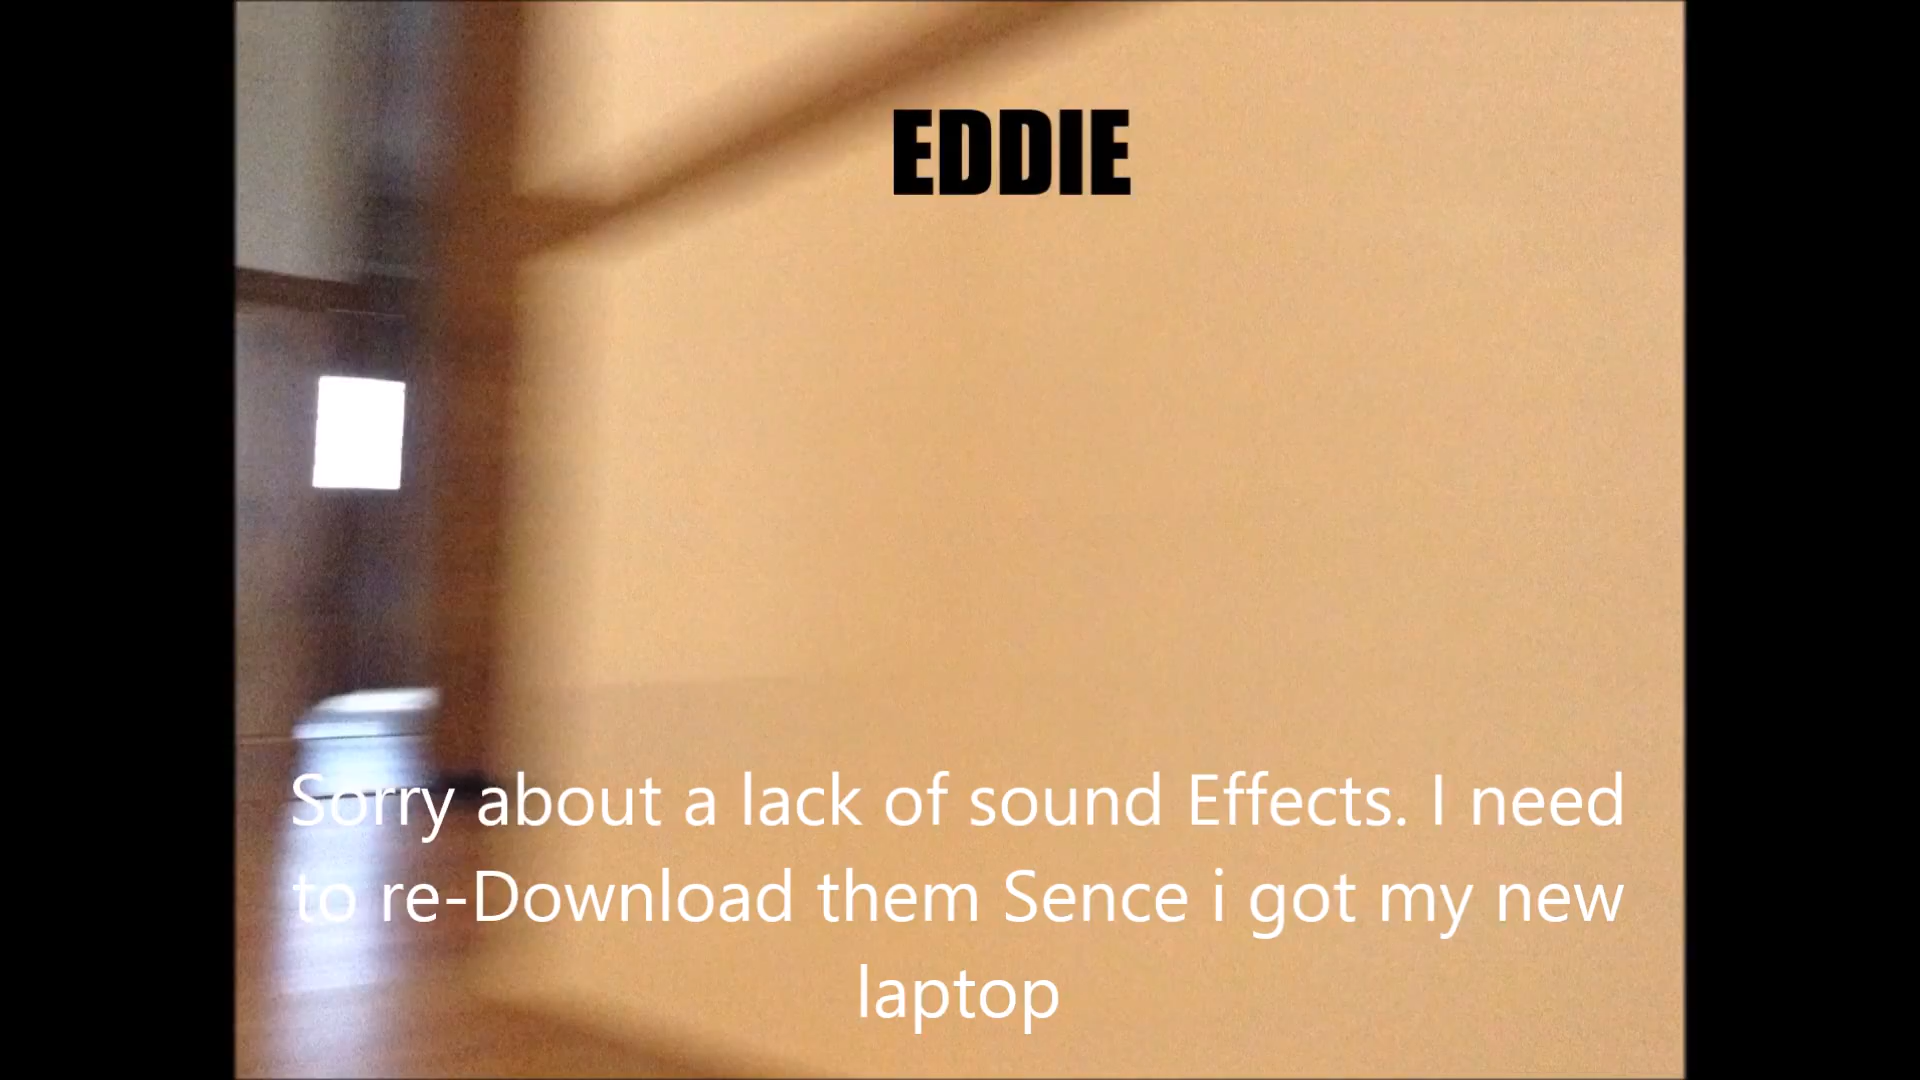 EDDIE
Sorry about a lack of sound Effects. I need
to re-Download them Sence i got my new
laptop